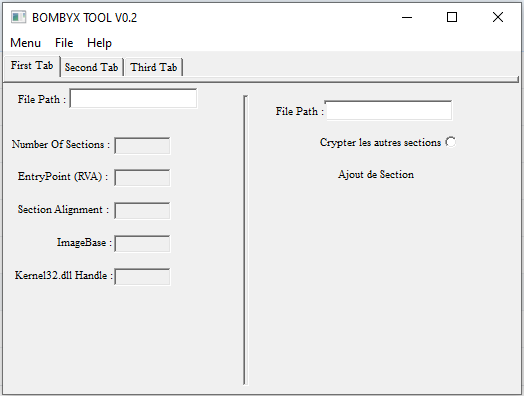 BOMBYX TOOL V0.2
Menu File Help
First Tab Second Tab Third Tab
File Path :
Number Of Sections :
EntryPoint (RVA) :
Section Alignment :
ImageBase :
Kernel32.dll Handle :
File Path :
Crypter les autres sections
Ajout de Section